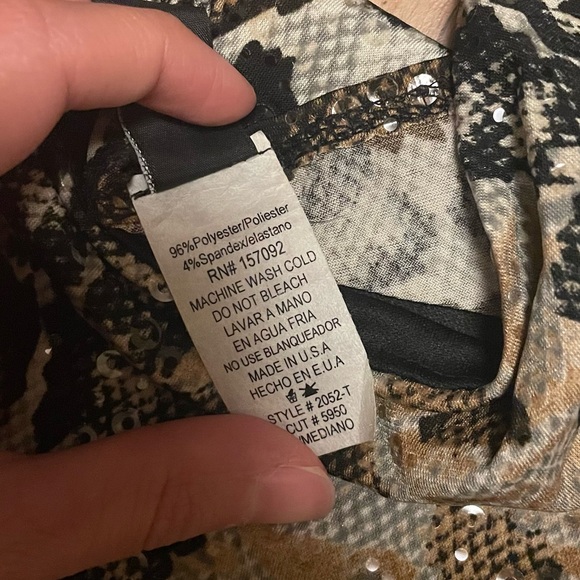 96%Polyester/Poliester
4%Spandex/elastano
RN# 157092
MACHINE WASH COLD
DO NOT BLEACH
LAVAR A MANO
EN AGUA FRIA
NO USE BLANQUEADOR
MADE IN U.S.A
HECHO EN E.U.A
STYLE # 2052-T
CUT # 5950
/MEDIANO